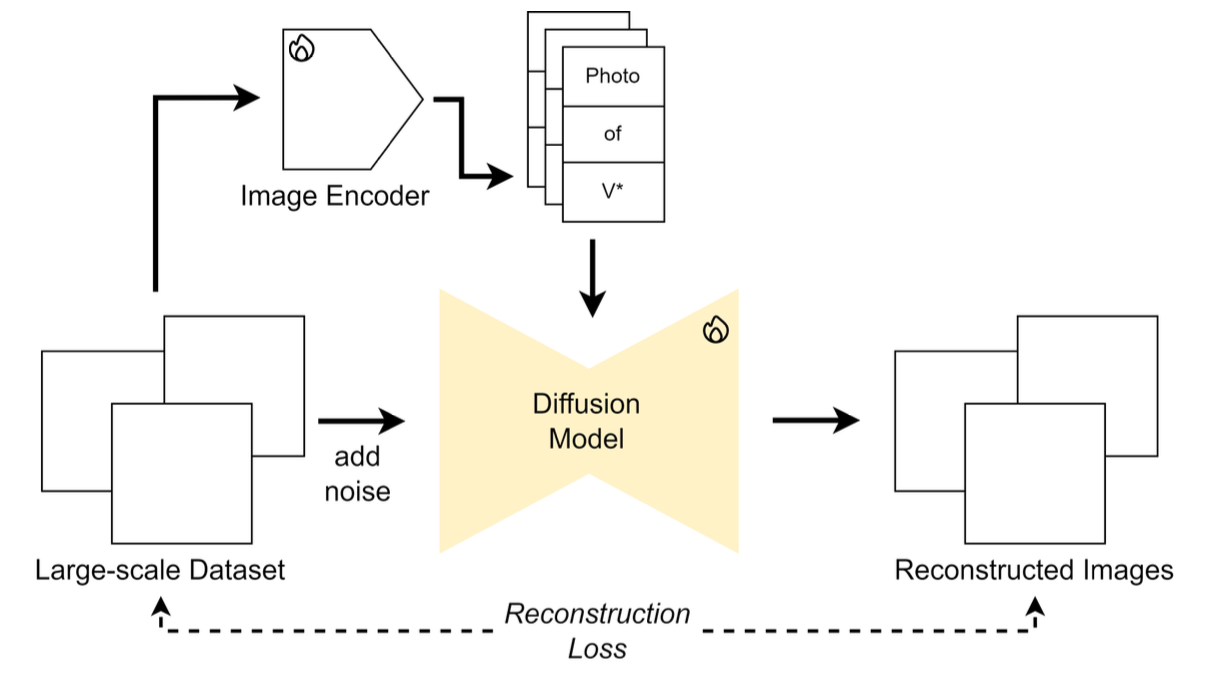 Photo
of
V*
Image Encoder
Diffusion
Model
add
noise
Large-scale Dataset
Reconstructed Images
Reconstruction
Loss